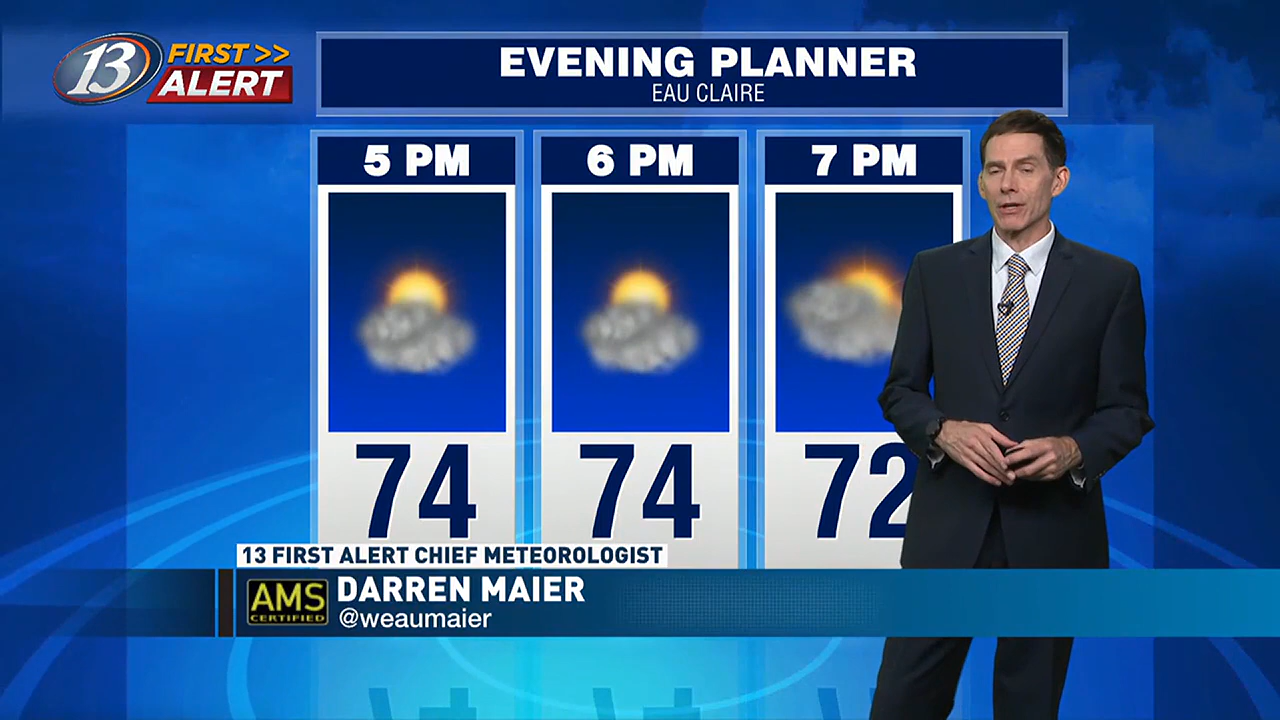 13 FIRST >>
ALERT
EVENING PLANNER
EAU CLAIRE
5 PM
6 PM
7 PM
74
74
72
13 FIRST ALERT CHIEF METEOROLOGIST
AMS
CERTIFIED
DARREN MAIER
@weaumaier